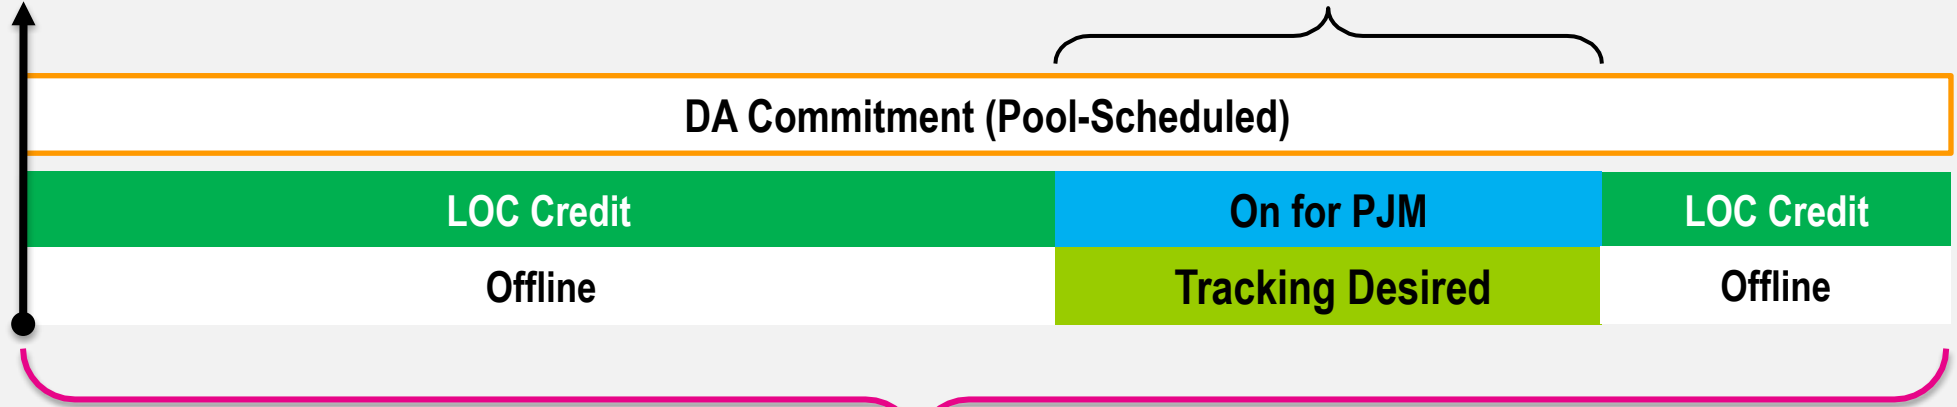 DA Commitment (Pool-Scheduled)
LOC Credit On for PJM LOC Credit
Offline Tracking Desired Offline